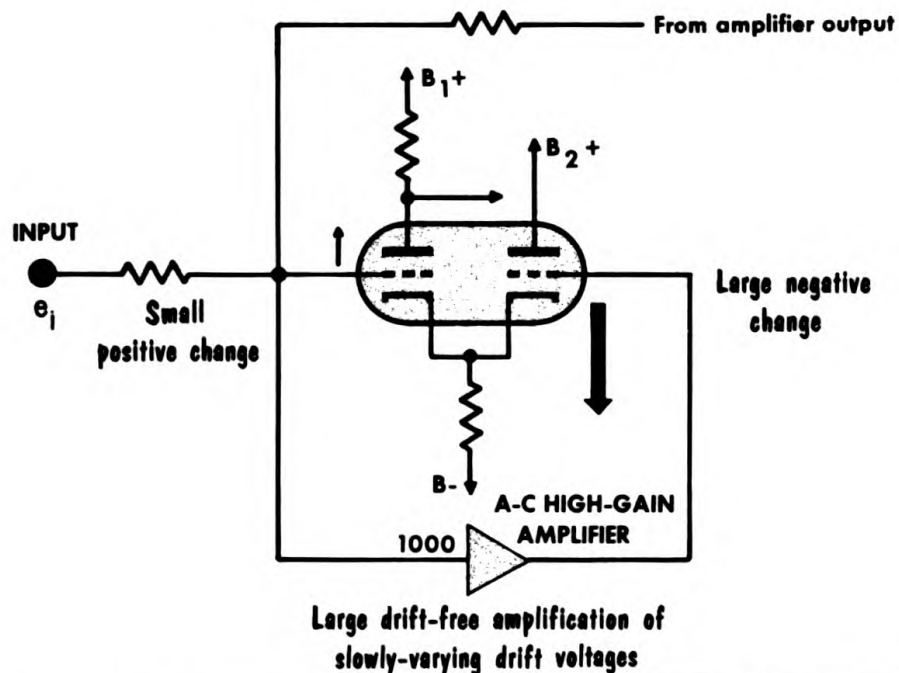 From amplifier output
B1+
B2+
INPUT
ei
Small
positive change
Large negative
change
B-
A-C HIGH-GAIN
AMPLIFIER
1000
Large drift-free amplification of
slowly-varying drift voltages